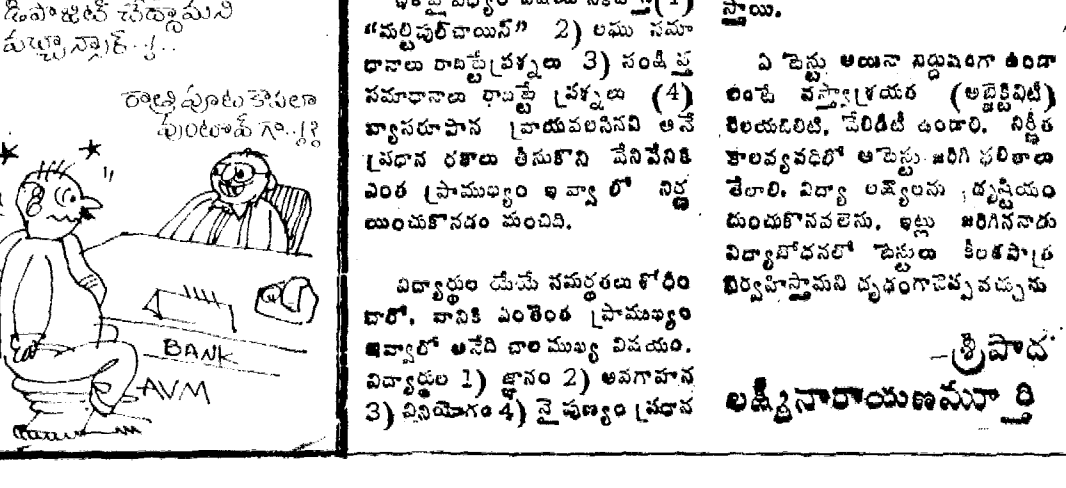 డిపాజిట్ చేద్దామని
వచ్చాన్సార్..!..
రాత్రిపూట కాపలా
వుంటావ్ గా..!
BANK
AVM
“మల్టిపుల్‌చాయిస్” 2) లఘు సమా
ధానాలు రాబట్టే ప్రశ్నలు 3) సంక్షిప్త
సమాధానాలు రాబట్టే ప్రశ్నలు (4)
వ్యాసరూపాన వ్రాయవలసినవి అనే
ప్రధాన రకాలు తీసుకొని వేనివేనికి
ఎంత ప్రాముఖ్యం ఇవ్వాలో నిర్ణ
యించుకొనడం మంచిది.
విద్యార్థుల యేయే సమర్థతలు శోధిం
చాలో, వానికి ఎంతెంత ప్రాముఖ్యం
ఇవ్వాలో అనేది చాల ముఖ్య విషయం.
విద్యార్థుల 1) జ్ఞానం 2) అవగాహన
3) వినియోగం 4) నైపుణ్యం ప్రధాన
స్తాయి.
ఏ టెస్టు అయినా నిర్దుష్టంగా ఉండా
లంటే వస్త్వాశ్రయత (అబ్జెక్టివిటీ)
రిలయబిలిటి, వేలిడిటీ ఉండాలి. నిర్ణీత
కాలవ్యవధిలో ఆ టెస్టు జరిగి ఫలితాలు
తేలాలి. విద్యా లక్ష్యాలను దృష్టియం
దుంచుకొనవలెను. ఇట్లు జరిగిననాడు
విద్యాబోధనలో టెస్టులు కీలకపాత్ర
నిర్వహిస్తామని దృఢంగాచెప్పవచ్చును
—శ్రీపాద
లక్ష్మీనారాయణమూర్తి